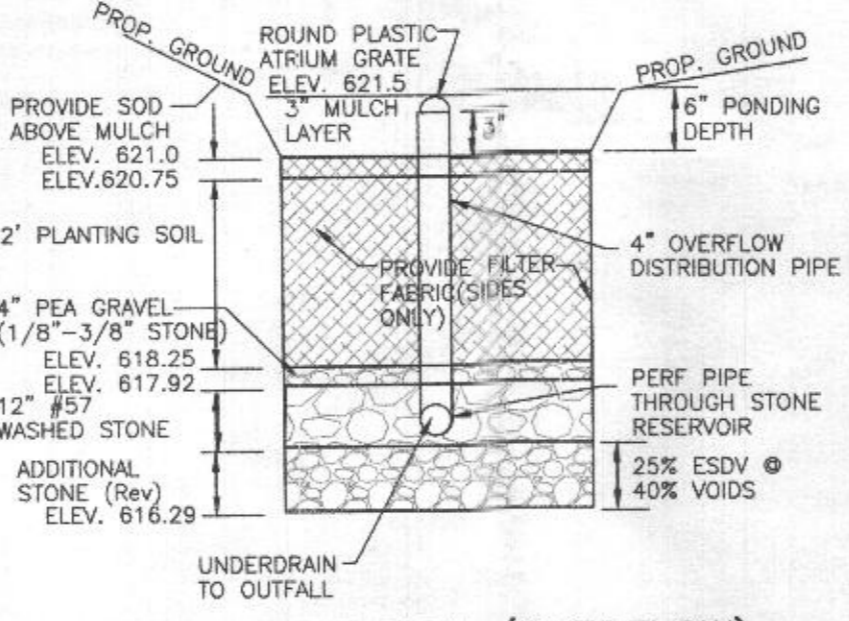 PROP. GROUND
ROUND PLASTIC
ATRIUM GRATE
ELEV. 621.5
3" MULCH
LAYER
PROP. GROUND
PROVIDE SOD
ABOVE MULCH
ELEV. 621.0
ELEV.620.75
3"
6" PONDING
DEPTH
2' PLANTING SOIL
4" OVERFLOW
DISTRIBUTION PIPE
PROVIDE FILTER
FABRIC(SIDES
ONLY)
4" PEA GRAVEL
(1/8"-3/8" STONE)
ELEV. 618.25
ELEV. 617.92
12" #57
WASHED STONE
PERF PIPE
THROUGH STONE
RESERVOIR
ADDITIONAL
STONE (Rev)
ELEV. 616.29
25% ESDV @
40% VOIDS
UNDERDRAIN
TO OUTFALL